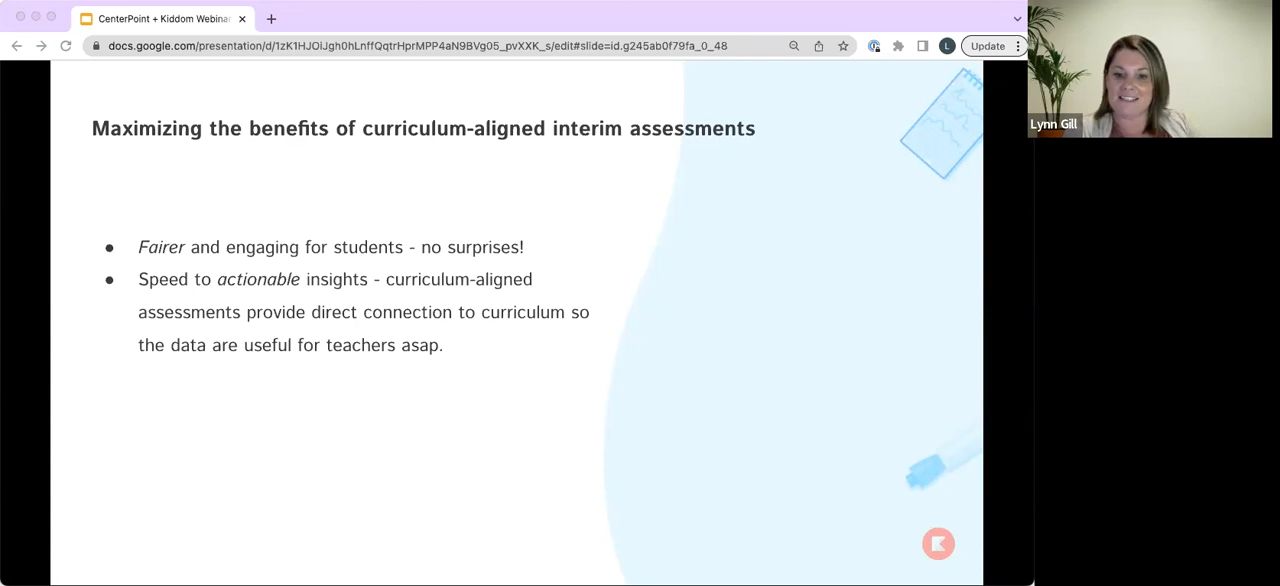 CenterPoint + Kiddom Webina
docs.google.com/presentation/d/1zK1HJOiJgh0hLnffQqtrHprMPP4aN9BVg05_pvXXK_s/edit#slide=id.g245ab0f79fa_0_48
L
Update
Lynn Gill
Maximizing the benefits of curriculum-aligned interim assessments
● Fairer and engaging for students - no surprises!
● Speed to actionable insights - curriculum-aligned
assessments provide direct connection to curriculum so
the data are useful for teachers asap.